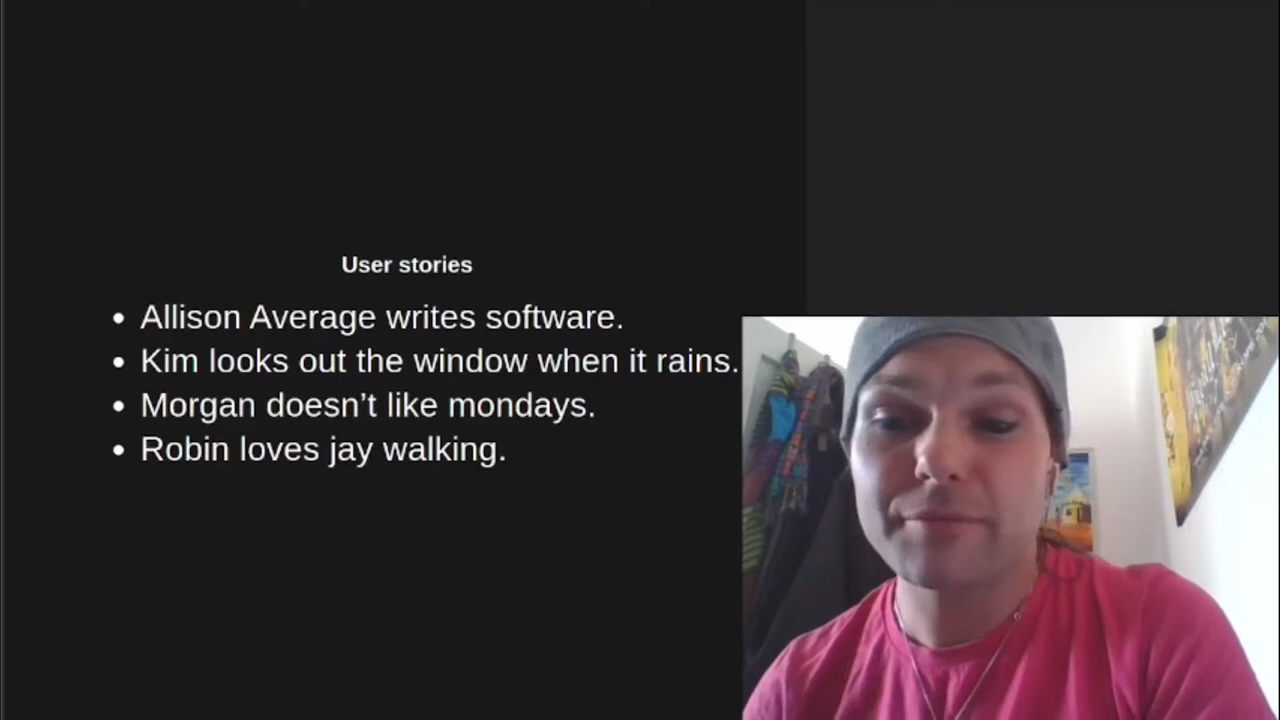 User stories
• Allison Average writes software.
• Kim looks out the window when it rains.
• Morgan doesn’t like mondays.
• Robin loves jay walking.